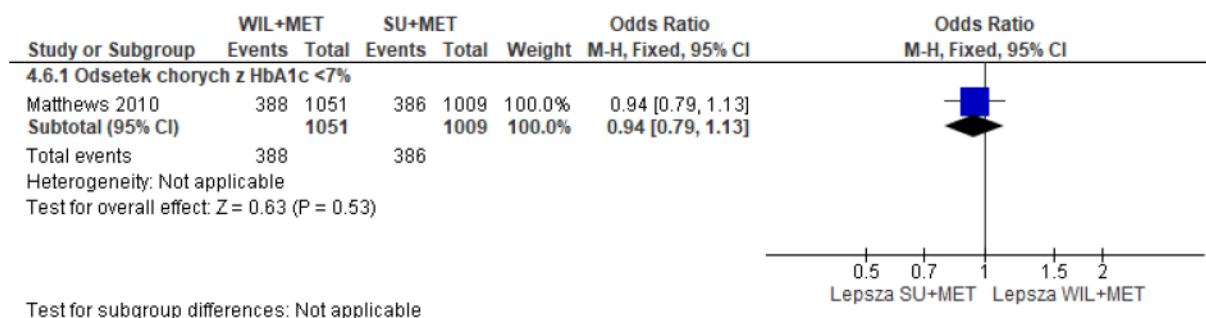 WIL+MET SU+MET Odds Ratio Odds Ratio
Study or Subgroup Events Total Events Total Weight M-H, Fixed, 95% CI M-H, Fixed, 95% CI
4.6.1 Odsetek chorych z HbA1c <7%
Matthews 2010 388 1051 386 1009 100.0% 0.94 [0.79, 1.13]
Subtotal (95% CI) 1051 1009 100.0% 0.94 [0.79, 1.13]
Total events 388 386
Heterogeneity: Not applicable
Test for overall effect: Z = 0.63 (P = 0.53)
0.5 0.7 1 1.5 2
Lepsza SU+MET Lepsza WIL+MET
Test for subgroup differences: Not applicable